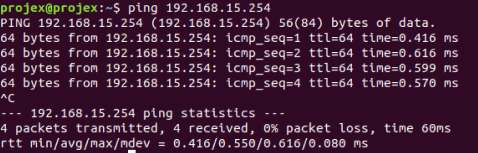 projex@projex:~$ ping 192.168.15.254
PING 192.168.15.254 (192.168.15.254) 56(84) bytes of data.
64 bytes from 192.168.15.254: icmp_seq=1 ttl=64 time=0.416 ms
64 bytes from 192.168.15.254: icmp_seq=2 ttl=64 time=0.616 ms
64 bytes from 192.168.15.254: icmp_seq=3 ttl=64 time=0.599 ms
64 bytes from 192.168.15.254: icmp_seq=4 ttl=64 time=0.570 ms
^C
--- 192.168.15.254 ping statistics ---
4 packets transmitted, 4 received, 0% packet loss, time 60ms
rtt min/avg/max/mdev = 0.416/0.550/0.616/0.080 ms